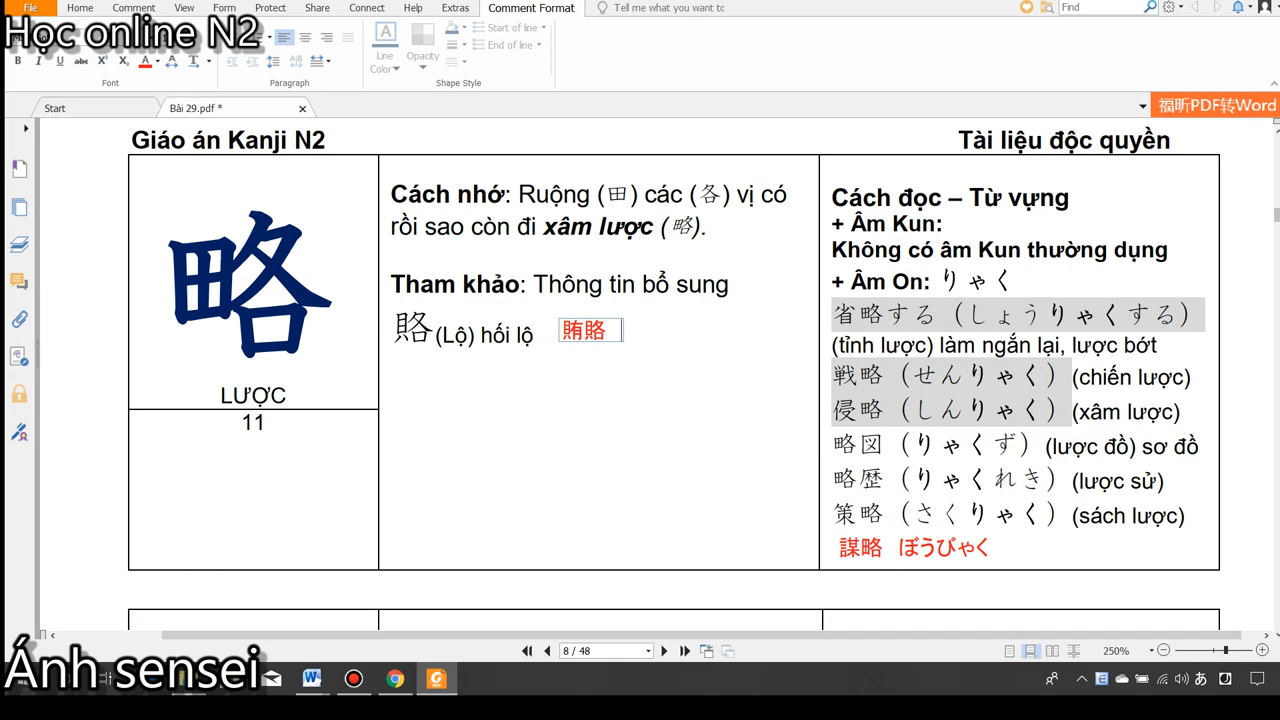 File Home Comment View Form Protect Share Connect Help Extras Comment Format Tell me what you want to Find
Học online N2
Line Color
Opacity
Start of line
End of line
Font Paragraph Shape Style
Start Bài 29.pdf * 福昕PDF转Word
Giáo án Kanji N2 Tài liệu độc quyền
略
LƯỢC
11
Cách nhớ: Ruộng (田) các (各) vị có
rồi sao còn đi xâm lược (略).
Tham khảo: Thông tin bổ sung
賂(Lộ) hối lộ 賄賂
Cách đọc – Từ vựng
+ Âm Kun:
Không có âm Kun thường dụng
+ Âm On: りゃく
省略する（しょうりゃくする）
(tỉnh lược) làm ngắn lại, lược bớt
戦略（せんりゃく）(chiến lược)
侵略（しんりゃく）(xâm lược)
略図（りゃくず）(lược đồ) sơ đồ
略歴（りゃくれき）(lược sử)
策略（さくりゃく）(sách lược)
謀略 ぼうびゃく
8 / 48 250%
Ánh sensei